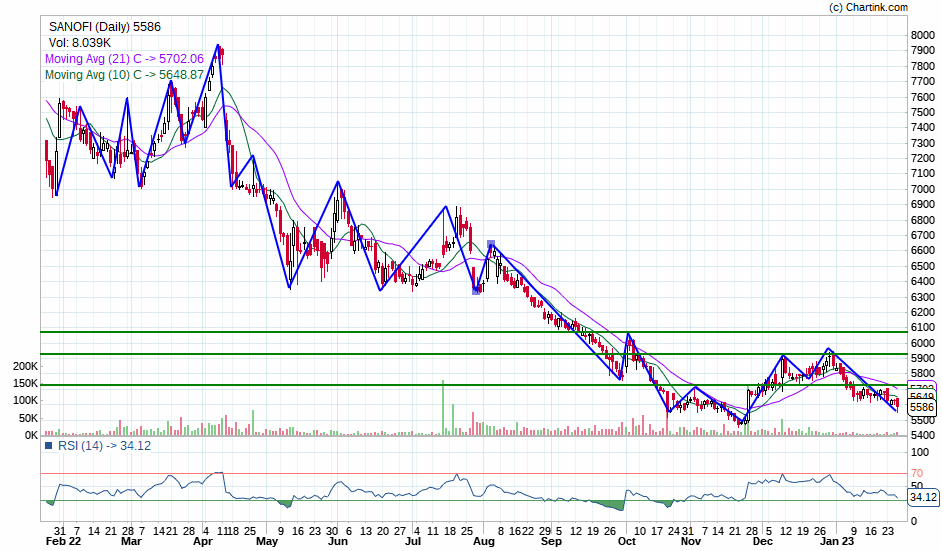 (c) Chartink.com
SANOFI (Daily) 5586
Vol: 8.039K
Moving Avg (21) C -> 5702.06
Moving Avg (10) C -> 5648.87
8000
7900
7800
7700
7600
7500
7400
7300
7200
7100
7000
6900
6800
6700
6600
6500
6400
6300
6200
6100
6000
5900
5800
5649
5586
5500
5400
200K
150K
100K
50K
0K
RSI (14) -> 34.12
100
70
50
34.12
0
31 7 14 21 28 7 14 21 28 4 11 18 25 9 16 23 30 6 13 20 27 4 11 18 25 8 16 22 29 5 12 19 26 10 17 24 31 7 14 21 28 5 12 19 26 9 16 23
Feb 22 Mar Apr May Jun Jul Aug Sep Oct Nov Dec Jan 23